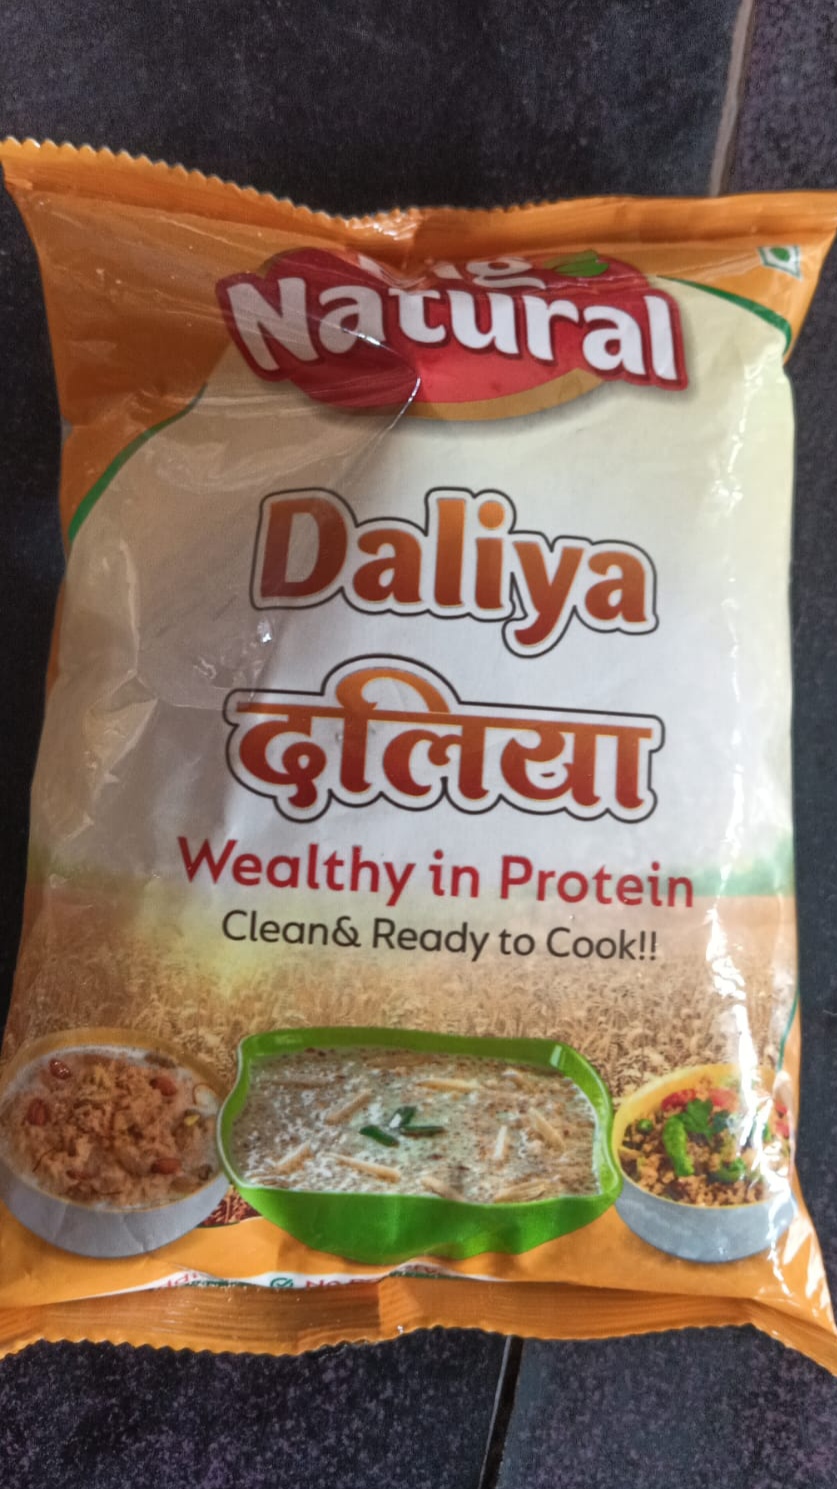 Natural
Daliya
दलिया
Wealthy in Protein
Clean& Ready to Cook!!